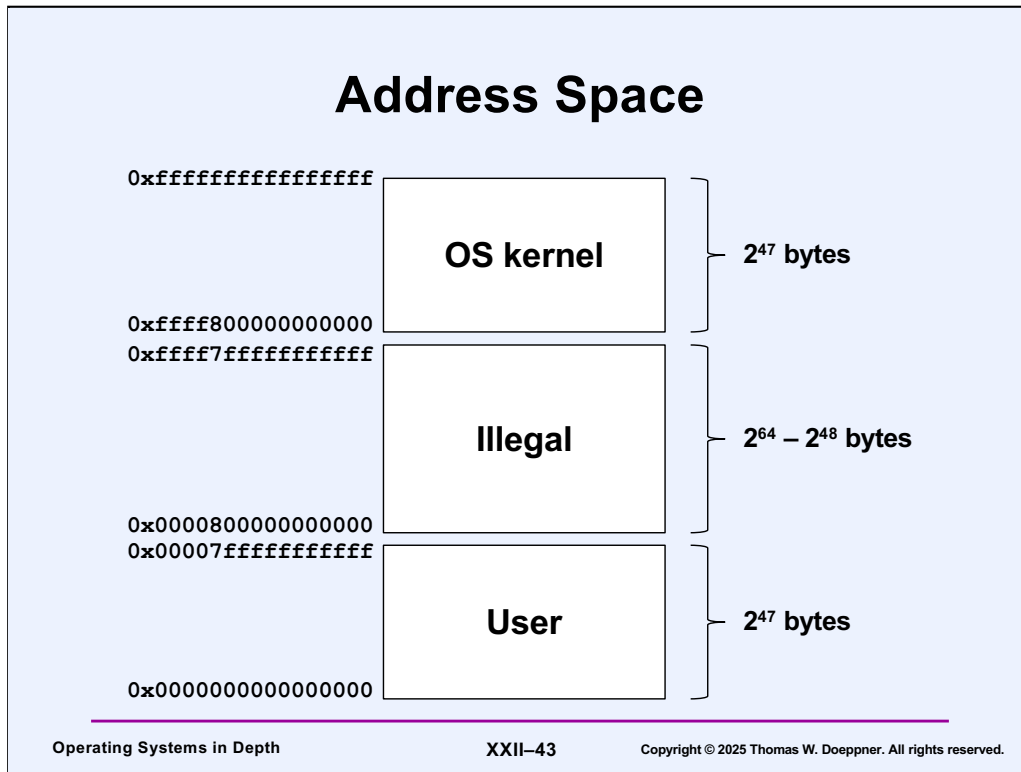 Address Space
0xffffffffffffffff
OS kernel
2⁴⁷ bytes
0xffff800000000000
0xffff7fffffffffff
Illegal
2⁶⁴ – 2⁴⁸ bytes
0x0000800000000000
0x00007fffffffffff
User
2⁴⁷ bytes
0x0000000000000000
Operating Systems in Depth XXII–43 Copyright © 2025 Thomas W. Doeppner. All rights reserved.